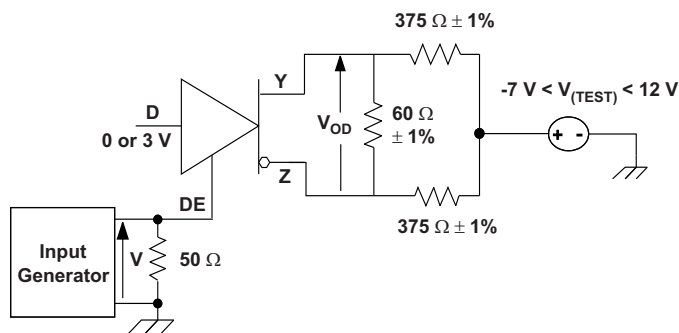 375 Ω ± 1%
Y
-7 V < V(TEST) < 12 V
D
0 or 3 V
VOD
60 Ω
± 1%
+ -
Z
DE
375 Ω ± 1%
Input
Generator
V
50 Ω